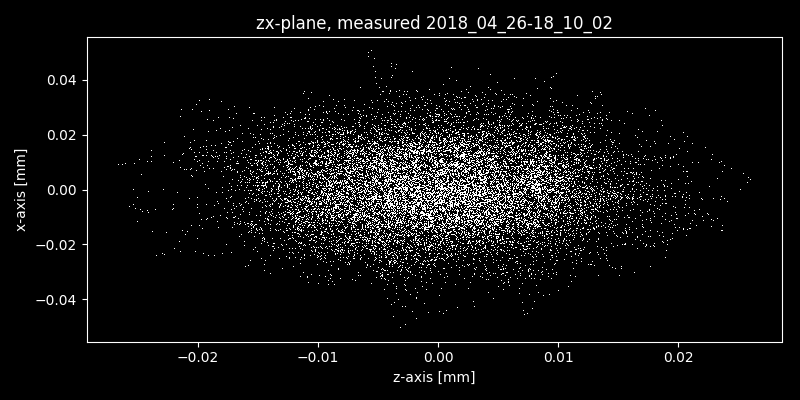 zx-plane, measured 2018_04_26-18_10_02
0.04
0.02
0.00
−0.02
−0.04
x-axis [mm]
−0.02 −0.01 0.00 0.01 0.02
z-axis [mm]